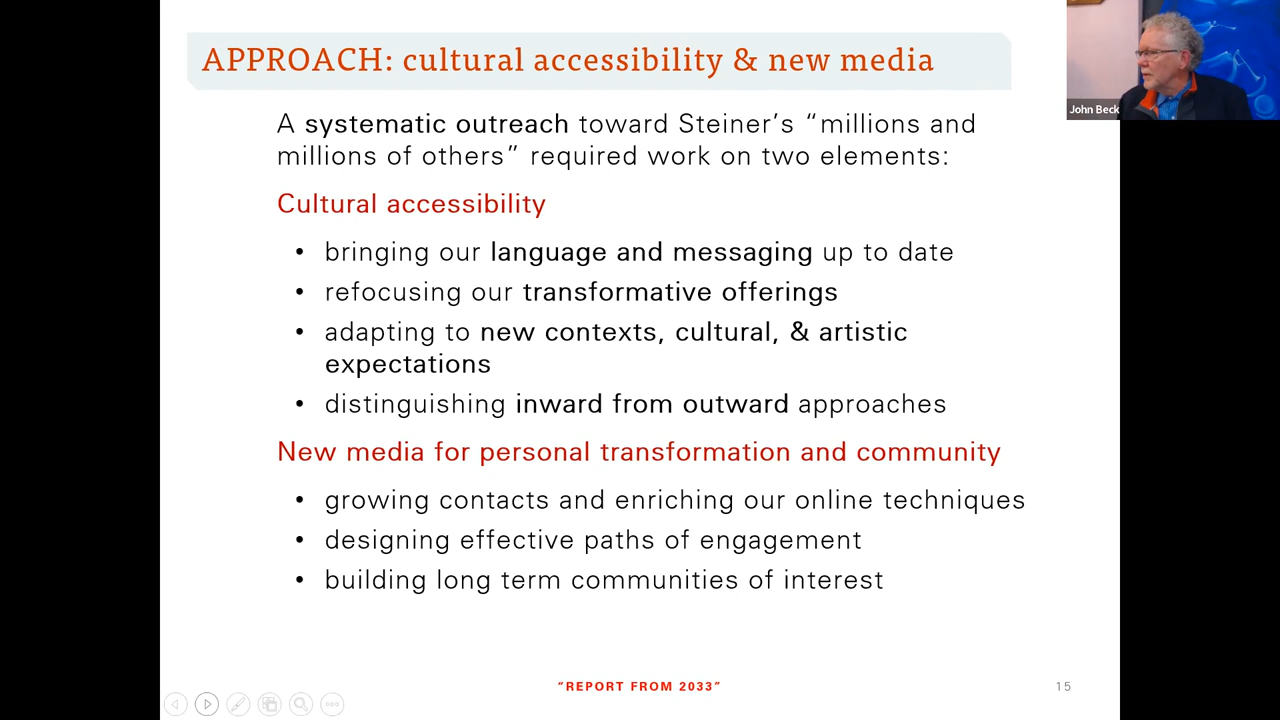 APPROACH: cultural accessibility & new media
John Beck
A systematic outreach toward Steiner’s “millions and
millions of others” required work on two elements:
Cultural accessibility
• bringing our language and messaging up to date
• refocusing our transformative offerings
• adapting to new contexts, cultural, & artistic
expectations
• distinguishing inward from outward approaches
New media for personal transformation and community
• growing contacts and enriching our online techniques
• designing effective paths of engagement
• building long term communities of interest
“REPORT FROM 2033”
15